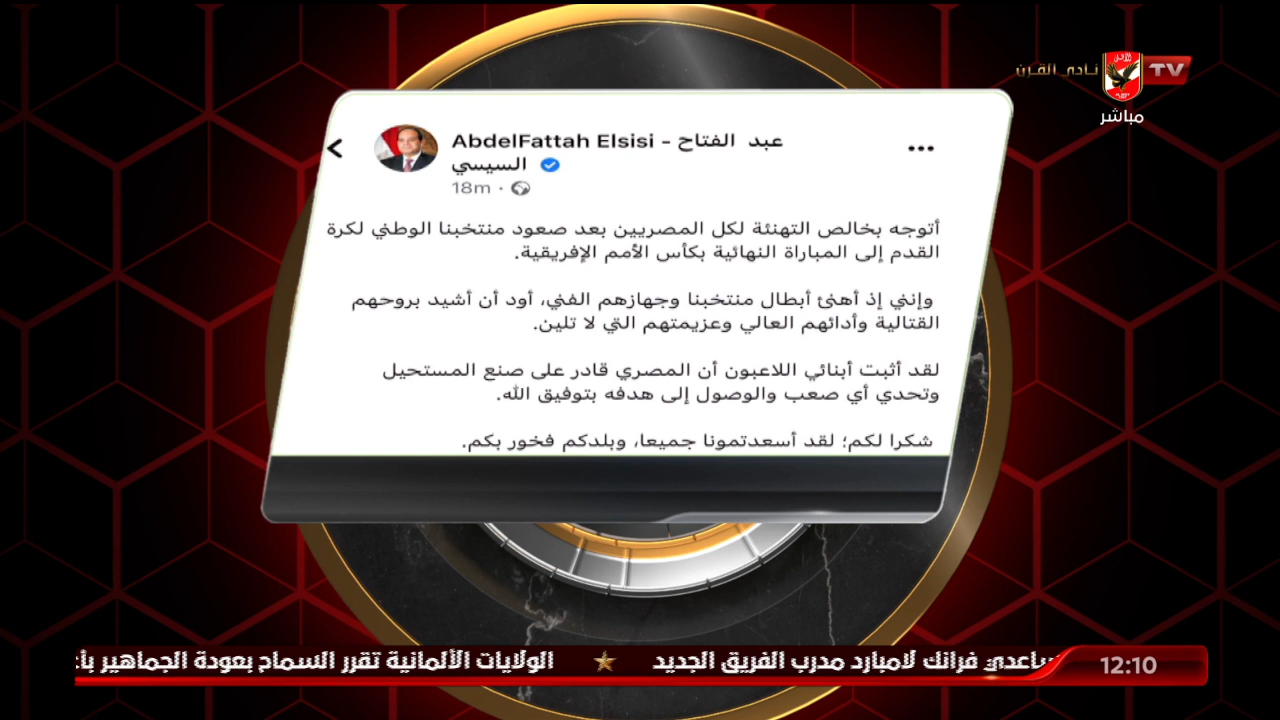 نادي القرن
TV
مباشر
AbdelFattah Elsisi - عبد الفتاح
السيسي
18m
أتوجه بخالص التهنئة لكل المصريين بعد صعود منتخبنا الوطني لكرة
القدم إلى المباراة النهائية بكأس الأمم الإفريقية.
وإنني إذ أهنئ أبطال منتخبنا وجهازهم الفني، أود أن أشيد بروحهم
القتالية وأدائهم العالي وعزيمتهم التي لا تلين.
لقد أثبت أبنائي اللاعبون أن المصري قادر على صنع المستحيل
وتحدي أي صعب والوصول إلى هدفه بتوفيق الله.
شكرا لكم؛ لقد أسعدتمونا جميعا، وبلدكم فخور بكم.
12:10
فرانك لامبارد مدرب الفريق الجديد
الولايات الألمانية تقرر السماح بعودة الجماهير